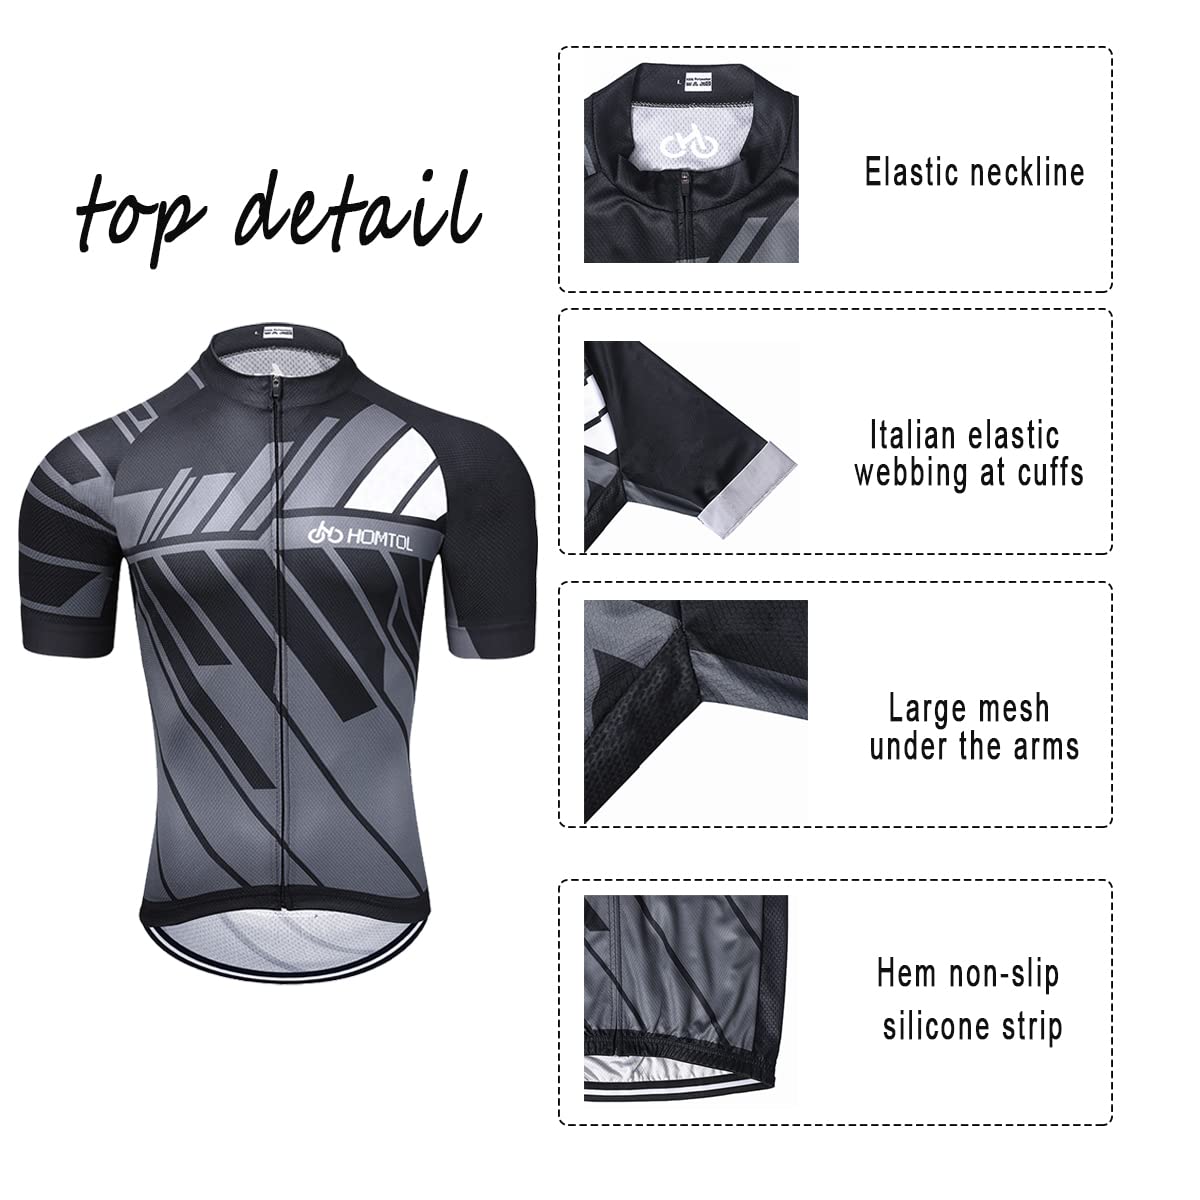 top detail
HOMTOL
L
Elastic neckline
L
Italian elastic
webbing at cuffs
Large mesh
under the arms
Hem non-slip
silicone strip